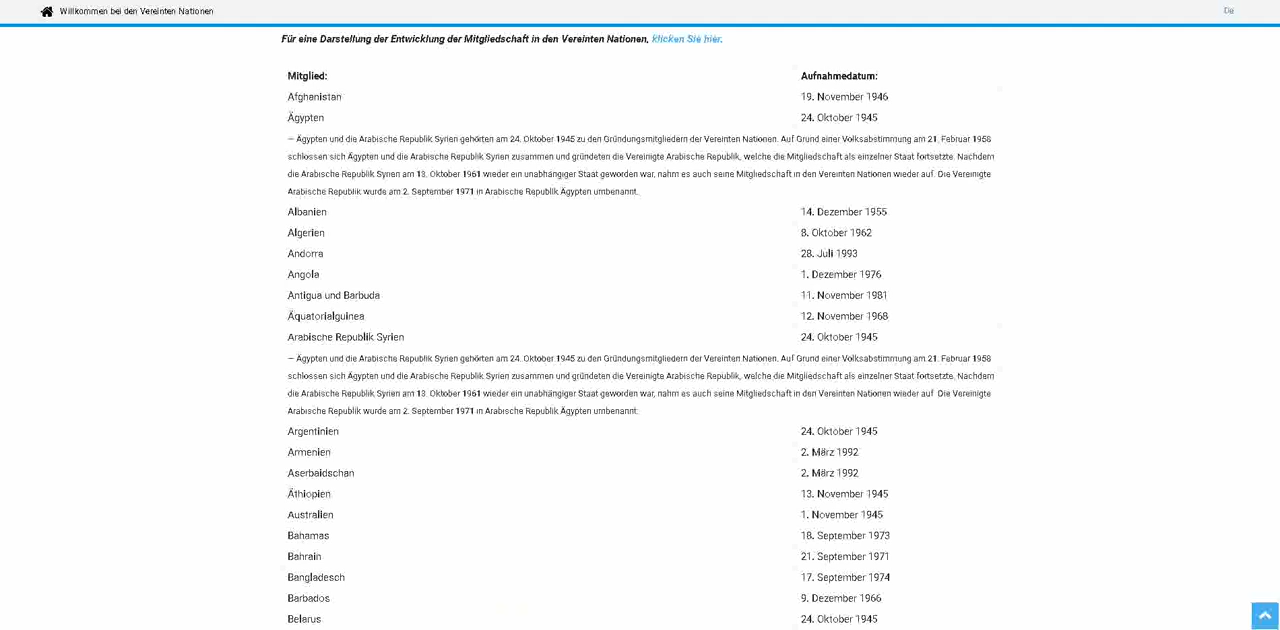 Willkommen bei den Vereinten Nationen
De
Für eine Darstellung der Entwicklung der Mitgliedschaft in den Vereinten Nationen, klicken Sie hier.
Mitglied: Aufnahmedatum:
Afghanistan 19. November 1946
Ägypten 24. Oktober 1945
– Ägypten und die Arabische Republik Syrien gehörten am 24. Oktober 1945 zu den Gründungsmitgliedern der Vereinten Nationen. Auf Grund einer Volksabstimmung am 21. Februar 1958
schlossen sich Ägypten und die Arabische Republik Syrien zusammen und gründeten die Vereinigte Arabische Republik, welche die Mitgliedschaft als einzelner Staat fortsetzte. Nachdem
die Arabische Republik Syrien am 13. Oktober 1961 wieder ein unabhängiger Staat geworden war, nahm es auch seine Mitgliedschaft in den Vereinten Nationen wieder auf. Die Vereinigte
Arabische Republik wurde am 2. September 1971 in Arabische Republik Ägypten umbenannt.
Albanien 14. Dezember 1955
Algerien 8. Oktober 1962
Andorra 28. Juli 1993
Angola 1. Dezember 1976
Antigua und Barbuda 11. November 1981
Äquatorialguinea 12. November 1968
Arabische Republik Syrien 24. Oktober 1945
– Ägypten und die Arabische Republik Syrien gehörten am 24. Oktober 1945 zu den Gründungsmitgliedern der Vereinten Nationen. Auf Grund einer Volksabstimmung am 21. Februar 1958
schlossen sich Ägypten und die Arabische Republik Syrien zusammen und gründeten die Vereinigte Arabische Republik, welche die Mitgliedschaft als einzelner Staat fortsetzte. Nachdem
die Arabische Republik Syrien am 13. Oktober 1961 wieder ein unabhängiger Staat geworden war, nahm es auch seine Mitgliedschaft in den Vereinten Nationen wieder auf. Die Vereinigte
Arabische Republik wurde am 2. September 1971 in Arabische Republik Ägypten umbenannt.
Argentinien 24. Oktober 1945
Armenien 2. März 1992
Aserbaidschan 2. März 1992
Äthiopien 13. November 1945
Australien 1. November 1945
Bahamas 18. September 1973
Bahrain 21. September 1971
Bangladesch 17. September 1974
Barbados 9. Dezember 1966
Belarus 24. Oktober 1945